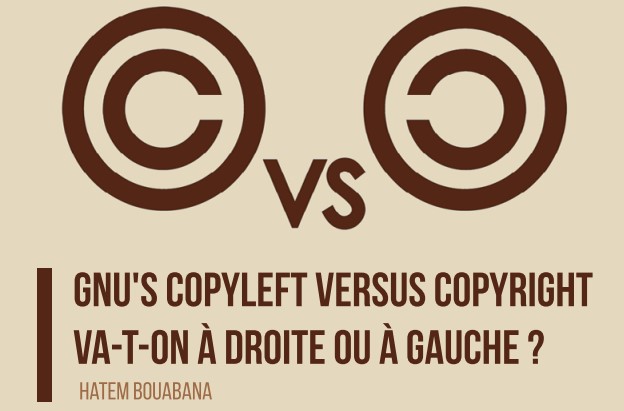 © VS 🄯
GNU'S COPYLEFT VERSUS COPYRIGHT
VA-T-ON À DROITE OU À GAUCHE ?
HATEM BOUABANA